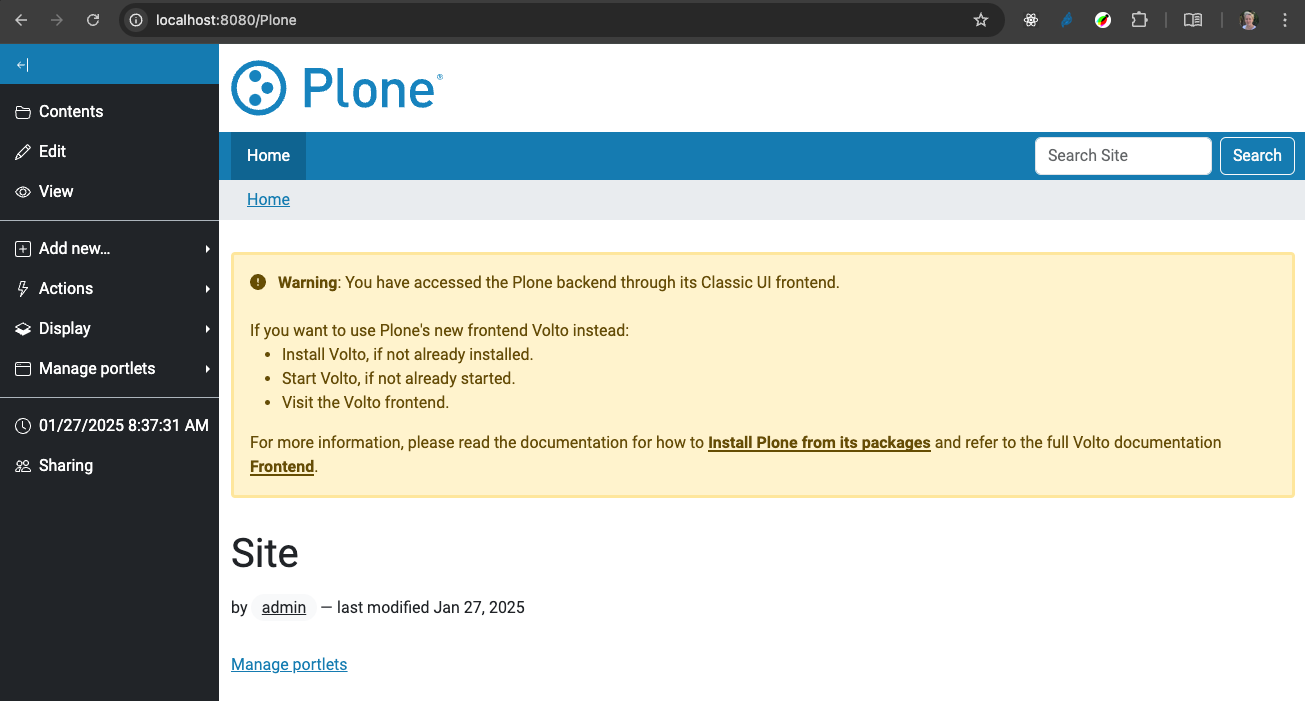 localhost:8080/Plone
Contents
Edit
View
Add new...
Actions
Display
Manage portlets
01/27/2025 8:37:31 AM
Sharing
Plone®
Home
Search Site
Search
Home
Warning: You have accessed the Plone backend through its Classic UI frontend.
If you want to use Plone's new frontend Volto instead:
• Install Volto, if not already installed.
• Start Volto, if not already started.
• Visit the Volto frontend.
For more information, please read the documentation for how to Install Plone from its packages and refer to the full Volto documentation
Frontend.
Site
by admin — last modified Jan 27, 2025
Manage portlets